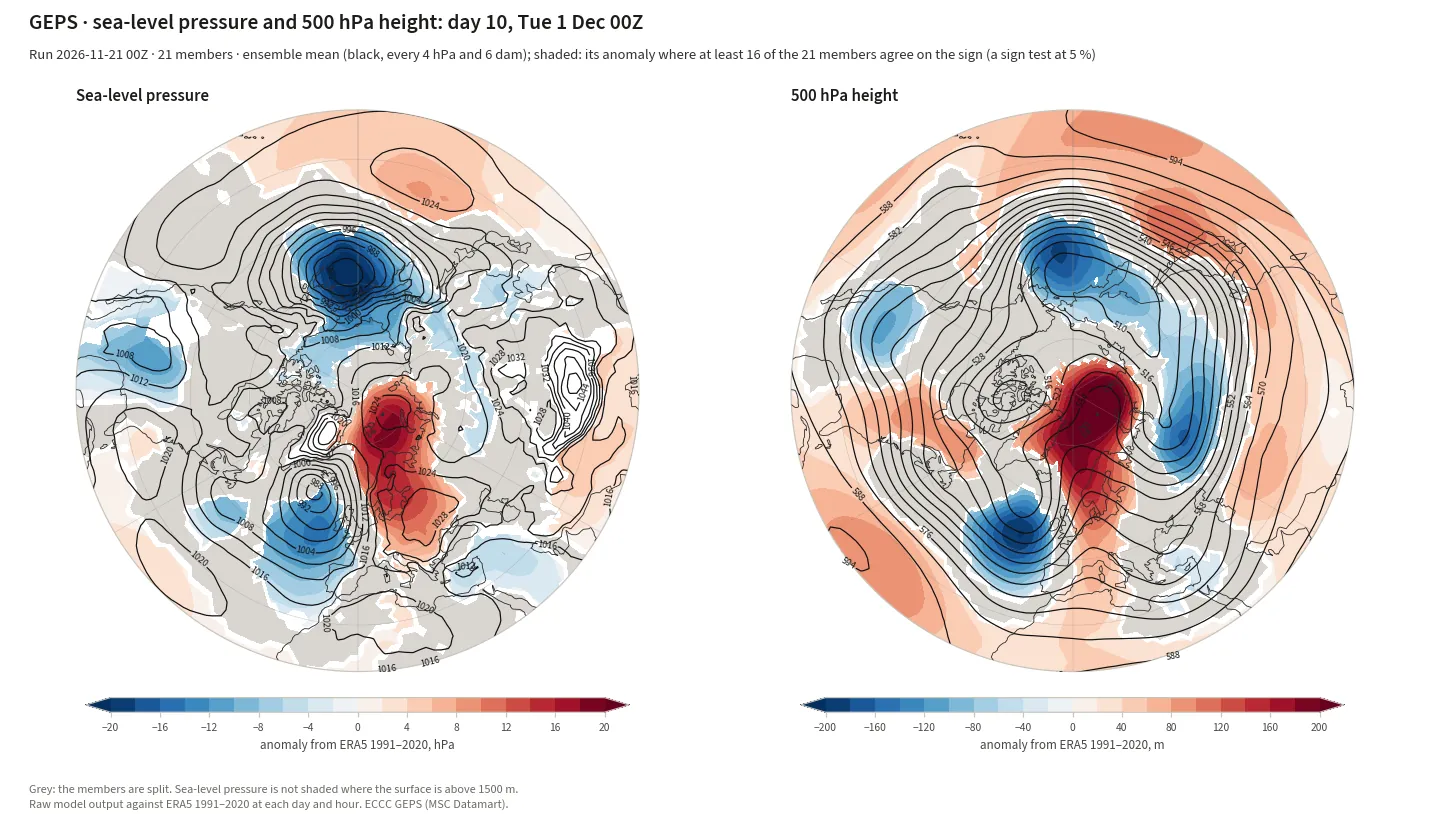 GEPS · sea-level pressure and 500 hPa height: day 10, Tue 1 Dec 00Z
Run 2026-11-21 00Z · 21 members · ensemble mean (black, every 4 hPa and 6 dam); shaded: its anomaly where at least 16 of the 21 members agree on the sign (a sign test at 5 %)
Sea-level pressure
500 hPa height
1024
996
988
1008
1012
1020
1028
1032
1040
1044
1016
1004
594
588
582
576
570
564
552
540
528
516
510
−20 −16 −12 −8 −4 0 4 8 12 16 20
anomaly from ERA5 1991–2020, hPa
−200 −160 −120 −80 −40 0 40 80 120 160 200
anomaly from ERA5 1991–2020, m
Grey: the members are split. Sea-level pressure is not shaded where the surface is above 1500 m.
Raw model output against ERA5 1991–2020 at each day and hour. ECCC GEPS (MSC Datamart).